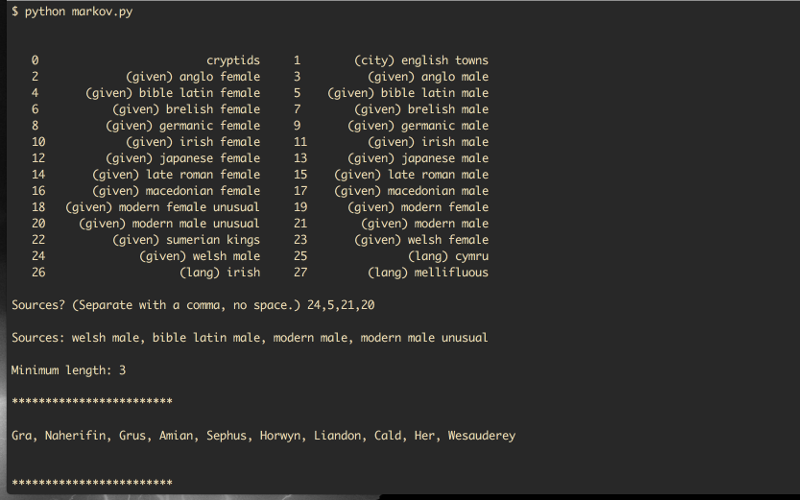 $ python markov.py
0 cryptids 1 (city) english towns
2 (given) anglo female 3 (given) anglo male
4 (given) bible latin female 5 (given) bible latin male
6 (given) brelish female 7 (given) brelish male
8 (given) germanic female 9 (given) germanic male
10 (given) irish female 11 (given) irish male
12 (given) japanese female 13 (given) japanese male
14 (given) late roman female 15 (given) late roman male
16 (given) macedonian female 17 (given) macedonian male
18 (given) modern female unusual 19 (given) modern female
20 (given) modern male unusual 21 (given) modern male
22 (given) sumerian kings 23 (given) welsh female
24 (given) welsh male 25 (lang) cymru
26 (lang) irish 27 (lang) mellifluous
Sources? (Separate with a comma, no space.) 24,5,21,20
Sources: welsh male, bible latin male, modern male, modern male unusual
Minimum length: 3
************************
Gra, Naherifin, Grus, Amian, Sephus, Horwyn, Liandon, Cald, Her, Wesauderey
************************